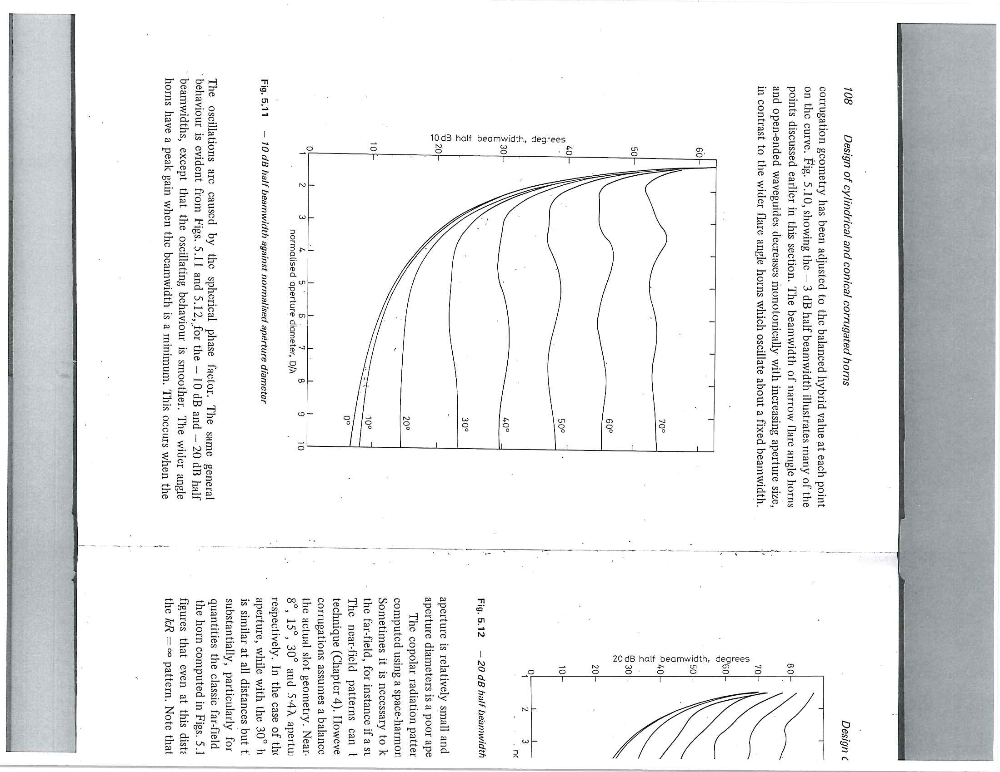 108 Design of cylindrical and conical corrugated horns
corrugation geometry has been adjusted to the balanced hybrid value at each point
on the curve. Fig. 5.10, showing the – 3 dB half beamwidth illustrates many of the
points discussed earlier in this section. The beamwidth of narrow flare angle horns
and open-ended waveguides decreases monotonically with increasing aperture size,
in contrast to the wider flare angle horns which oscillate about a fixed beamwidth.
10 dB half beamwidth, degrees
60
50
40
30
20
10
0
70°
60°
50°
40°
30°
20°
10°
0°
1 2 3 4 5 6 7 8 9 10
normalised aperture diameter, D/λ
Fig. 5.11 – 10 dB half beamwidth against normalised aperture diameter
The oscillations are caused by the spherical phase factor. The same general
behaviour is evident from Figs. 5.11 and 5.12, for the – 10 dB and – 20 dB half
beamwidths, except that the oscillating behaviour is smoother. The wider angle
horns have a peak gain when the beamwidth is a minimum. This occurs when the
Design
20 dB half beamwidth, degrees
80
70
60
50
40
30
20
10
0
1 2 3
Fig. 5.12 – 20 dB half beamwidth
aperture is relatively small and
aperture diameters is a poor ape
The copolar radiation patter
computed using a space-harmon
Sometimes it is necessary to k
the far-field, for instance if a
The near-field patterns can
technique (Chapter 4). Howeve
corrugations assumes a balance
the actual slot geometry. Near-
8°, 15°, 30° and 5·4λ apertu
respectively. In the case of the
aperture, while with the 30° h
is similar at all distances but
substantially, particularly for
quantities the classic far-field
the horn computed in Figs. 5.1
figures that even at this dista
the kR = ∞ pattern. Note that